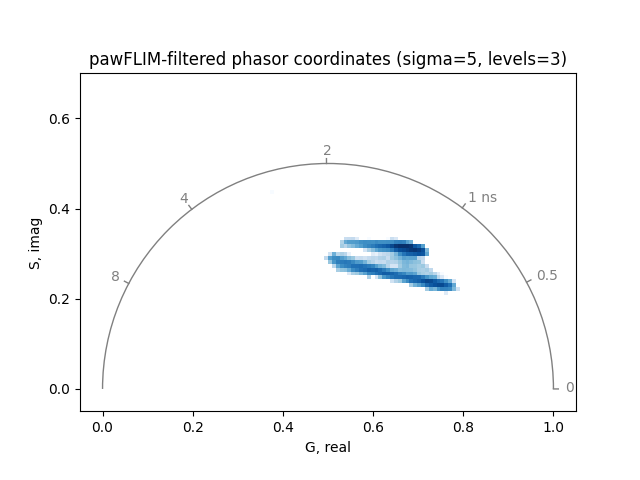 pawFLIM-filtered phasor coordinates (sigma=5, levels=3)
0.6
2
4
1 ns
0.4
8
0.5
0.2
0.0
0
0.0 0.2 0.4 0.6 0.8 1.0
G, real
S, imag